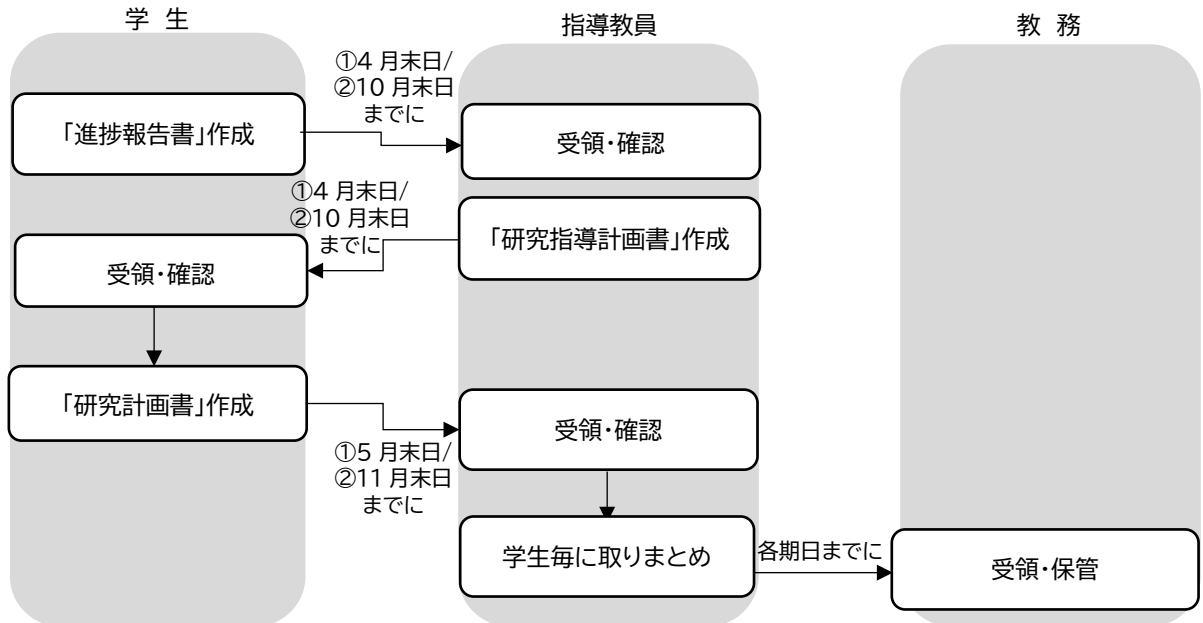 学 生
指導教員
教 務
①4 月末日/
②10 月末日
までに
「進捗報告書」作成
受領・確認
①4 月末日/
②10 月末日
までに
「研究指導計画書」作成
受領・確認
「研究計画書」作成
受領・確認
①5 月末日/
②11 月末日
までに
学生毎に取りまとめ
各期日までに
受領・保管